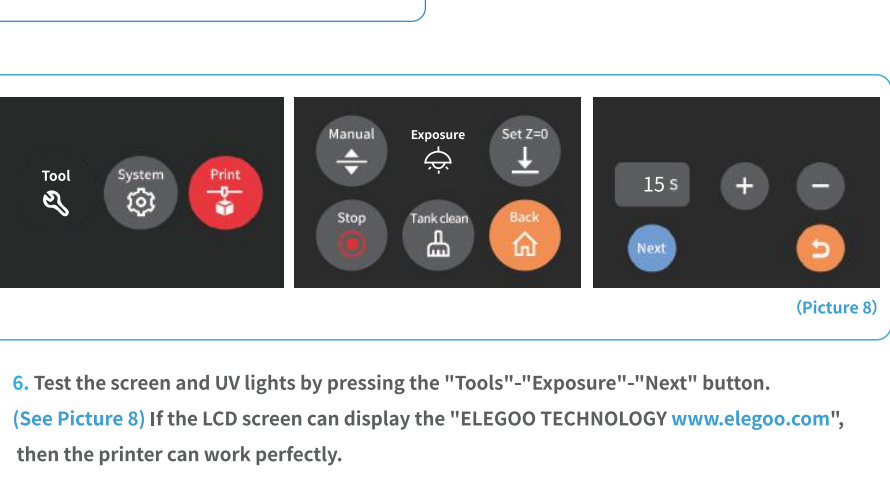 Tool
System
Print
Manual
Exposure
Set Z=0
Stop
Tank clean
Back
15 s
+
−
Next
(Picture 8)
6. Test the screen and UV lights by pressing the "Tools"-"Exposure"-"Next" button.
(See Picture 8) If the LCD screen can display the "ELEGOO TECHNOLOGY www.elegoo.com",
then the printer can work perfectly.